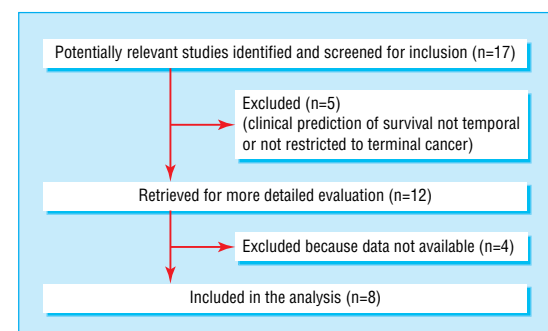 Potentially relevant studies identified and screened for inclusion (n=17)
Excluded (n=5)
(clinical prediction of survival not temporal
or not restricted to terminal cancer)
Retrieved for more detailed evaluation (n=12)
Excluded because data not available (n=4)
Included in the analysis (n=8)